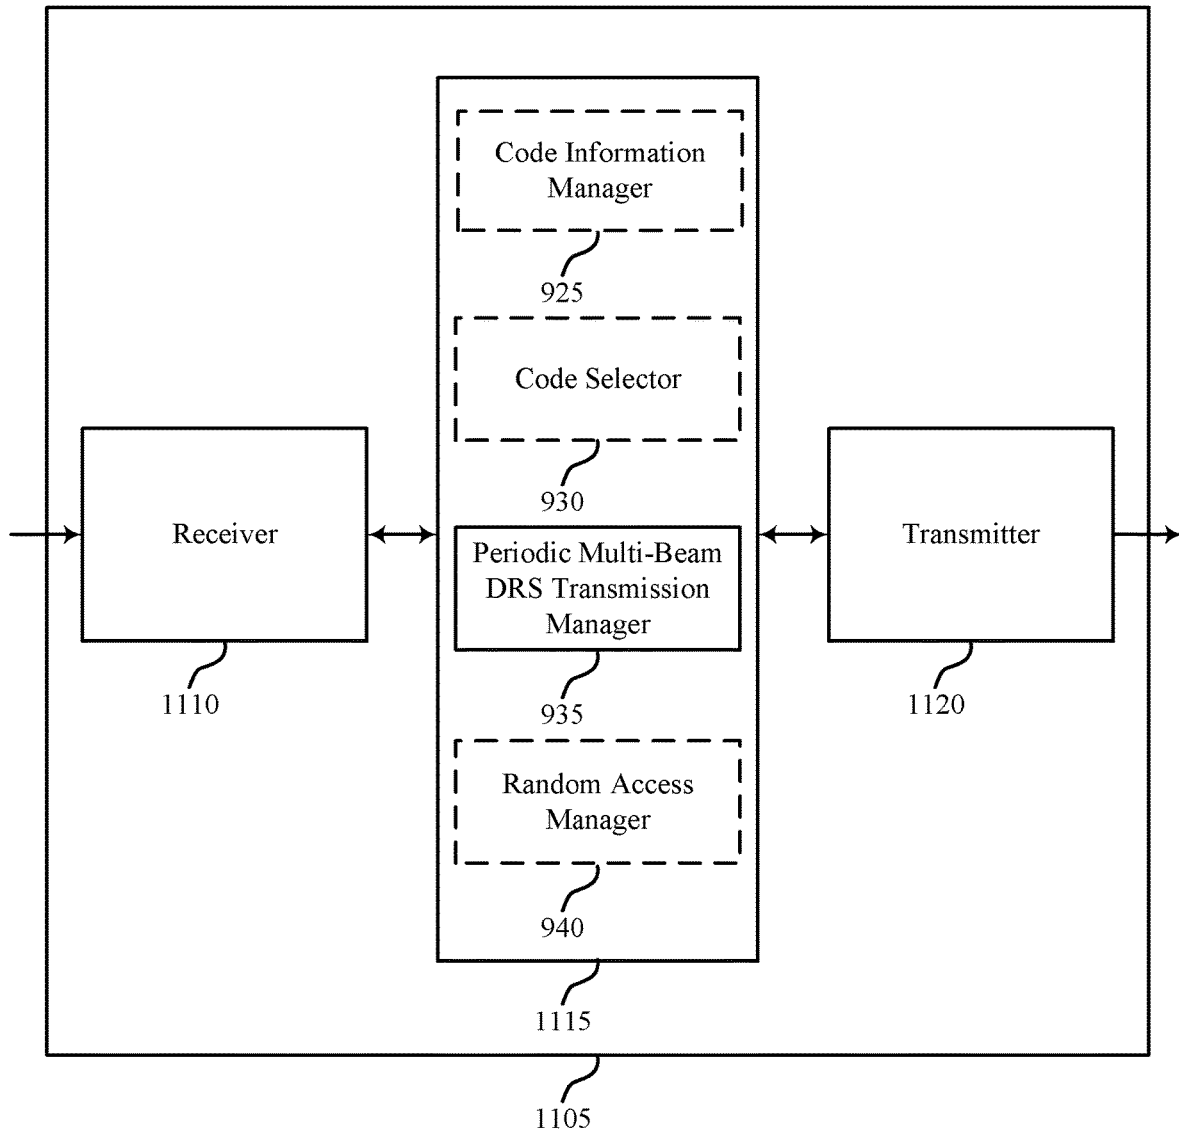 Code Information
Manager
925
Code Selector
930
Receiver
1110
Periodic Multi-Beam
DRS Transmission
Manager
935
Transmitter
1120
Random Access
Manager
940
1115
1105